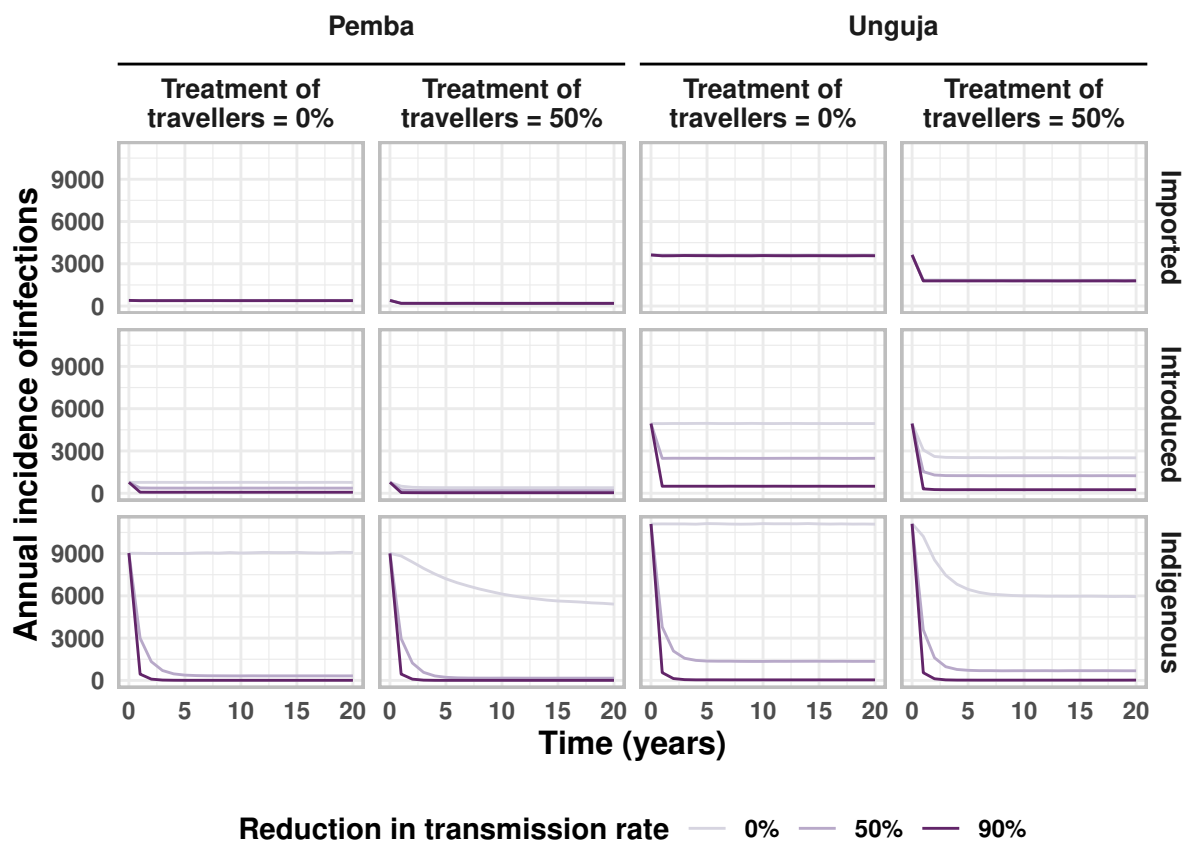 Pemba Unguja
Treatment of travellers = 0%
Treatment of travellers = 50%
Treatment of travellers = 0%
Treatment of travellers = 50%
Annual incidence ofinfections
9000
6000
3000
0
Imported
9000
6000
3000
0
Introduced
9000
6000
3000
0
Indigenous
0 5 10 15 20 0 5 10 15 20 0 5 10 15 20 0 5 10 15 20
Time (years)
Reduction in transmission rate 0% 50% 90%